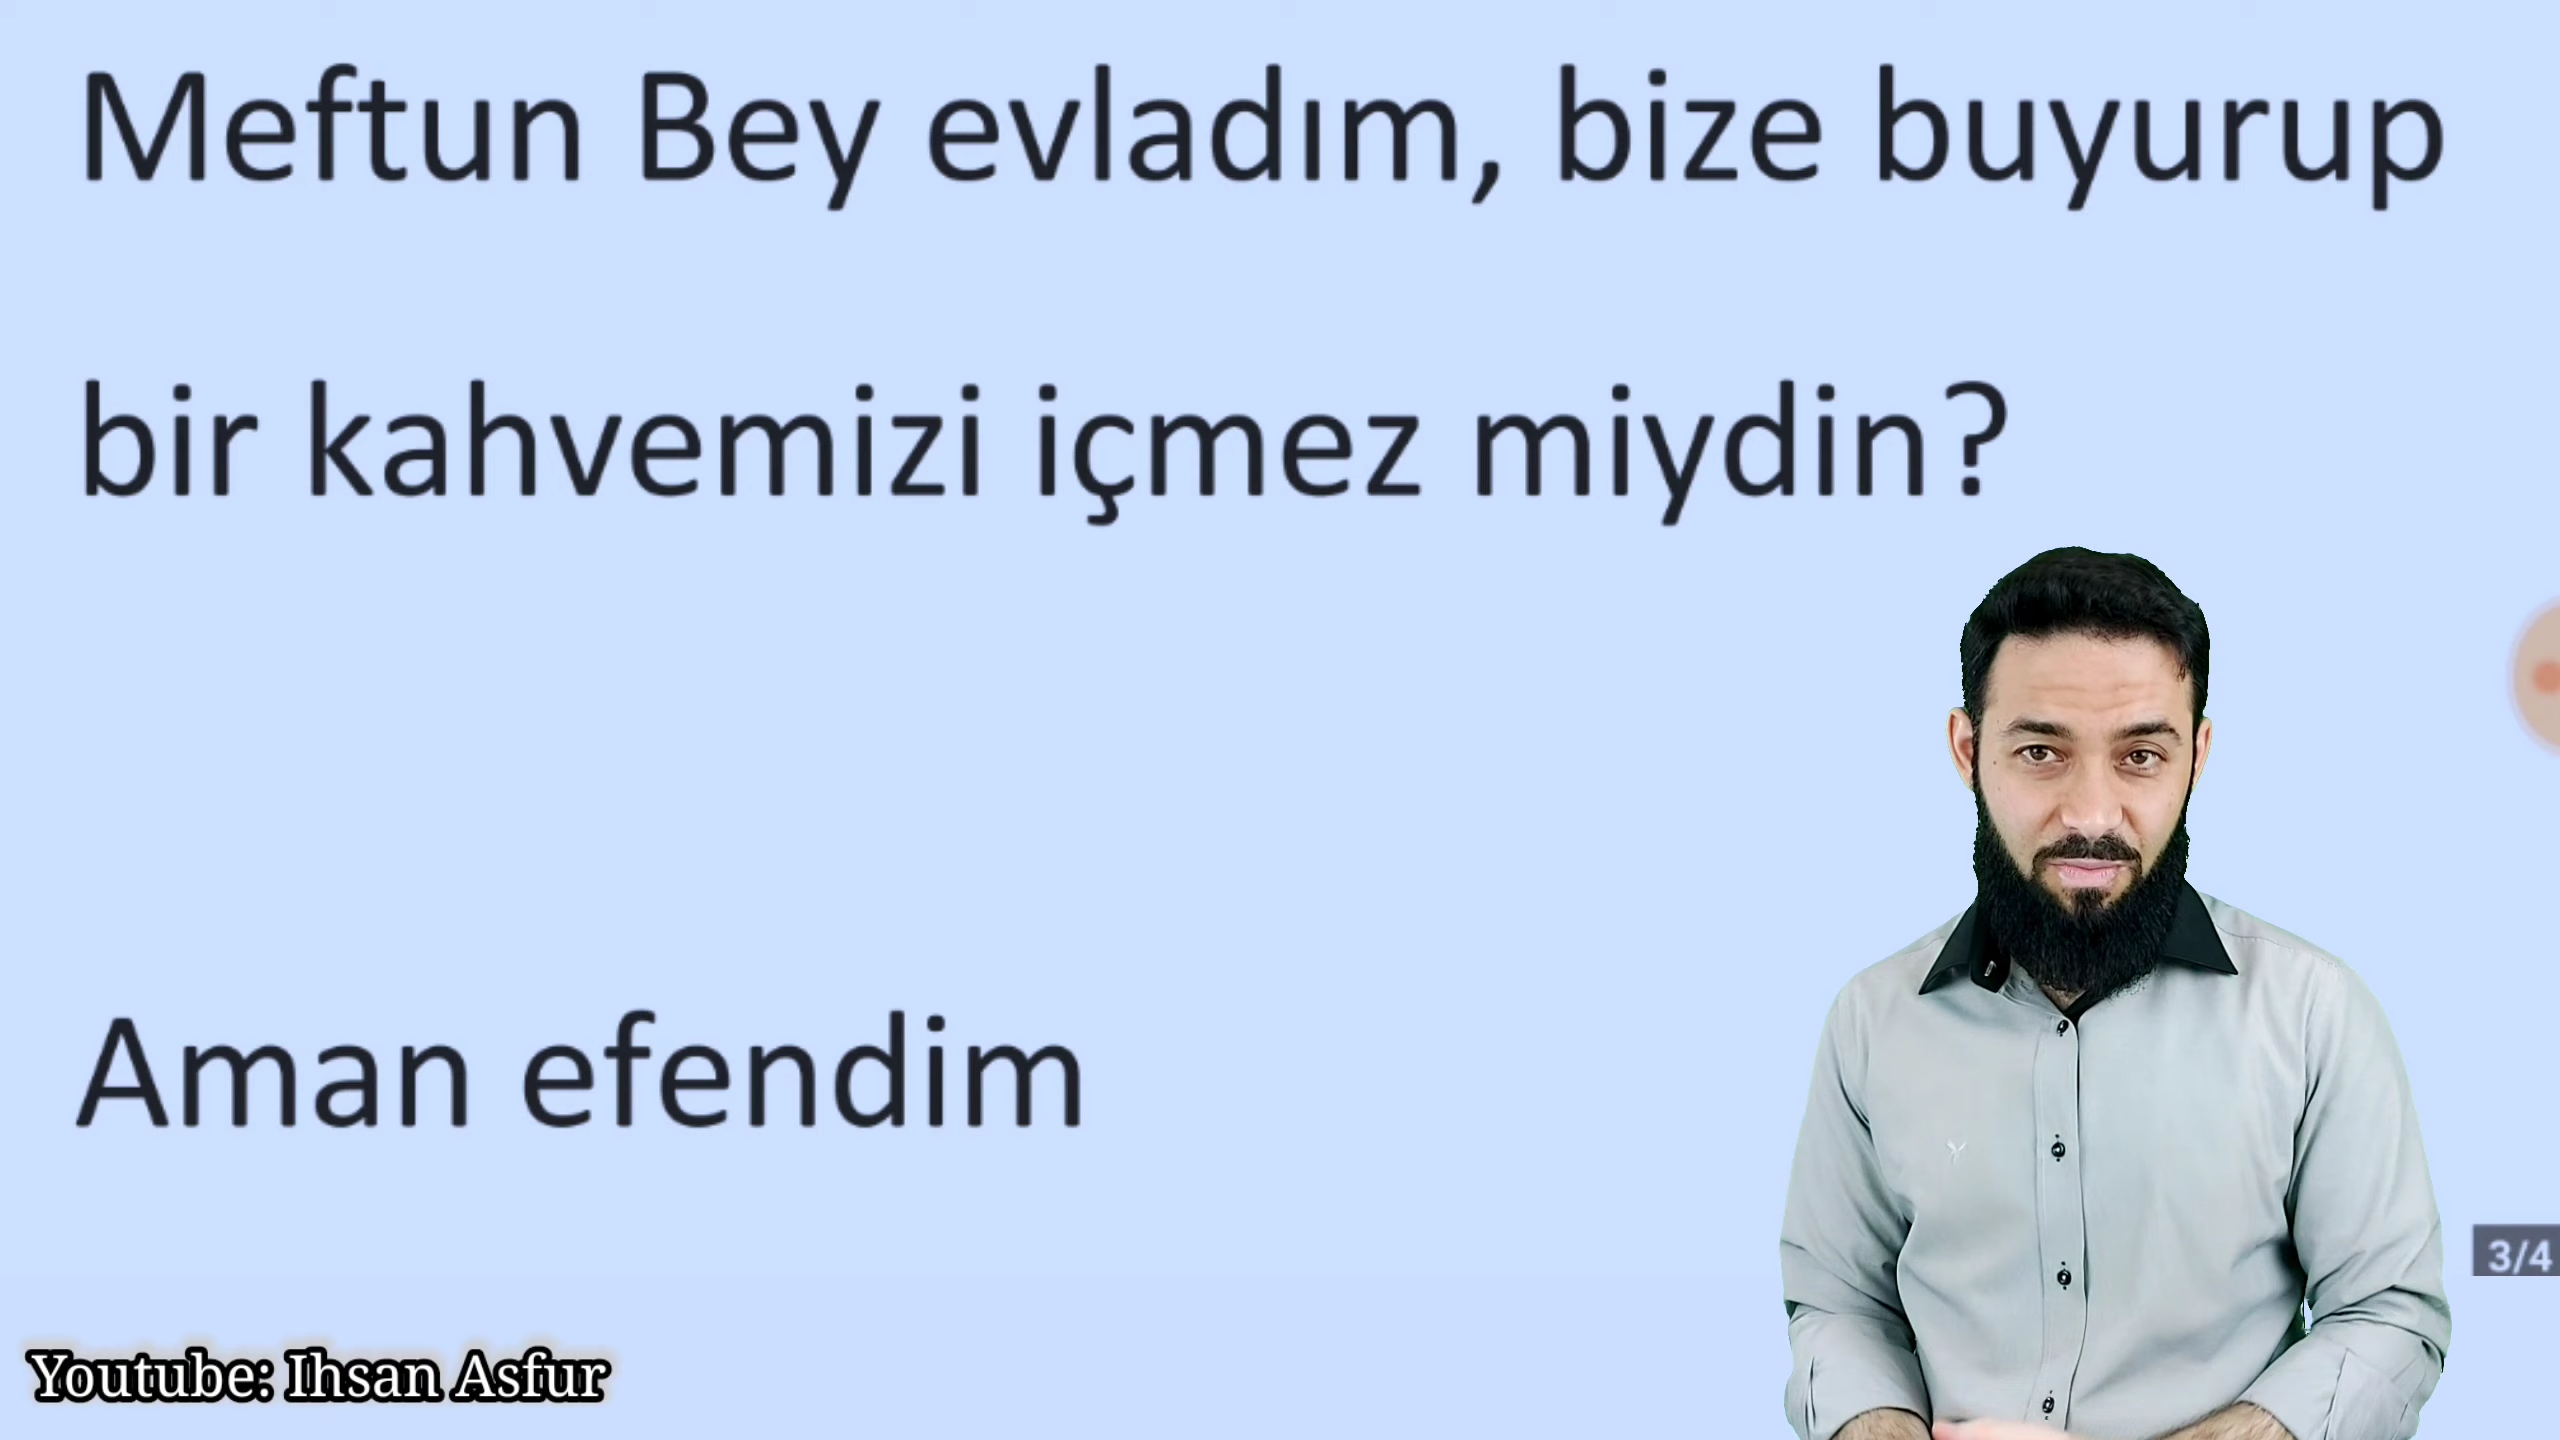 Meftun Bey evladım, bize buyurup
bir kahvemizi içmez miydin?
Aman efendim
3/4
Youtube: Ihsan Asfur